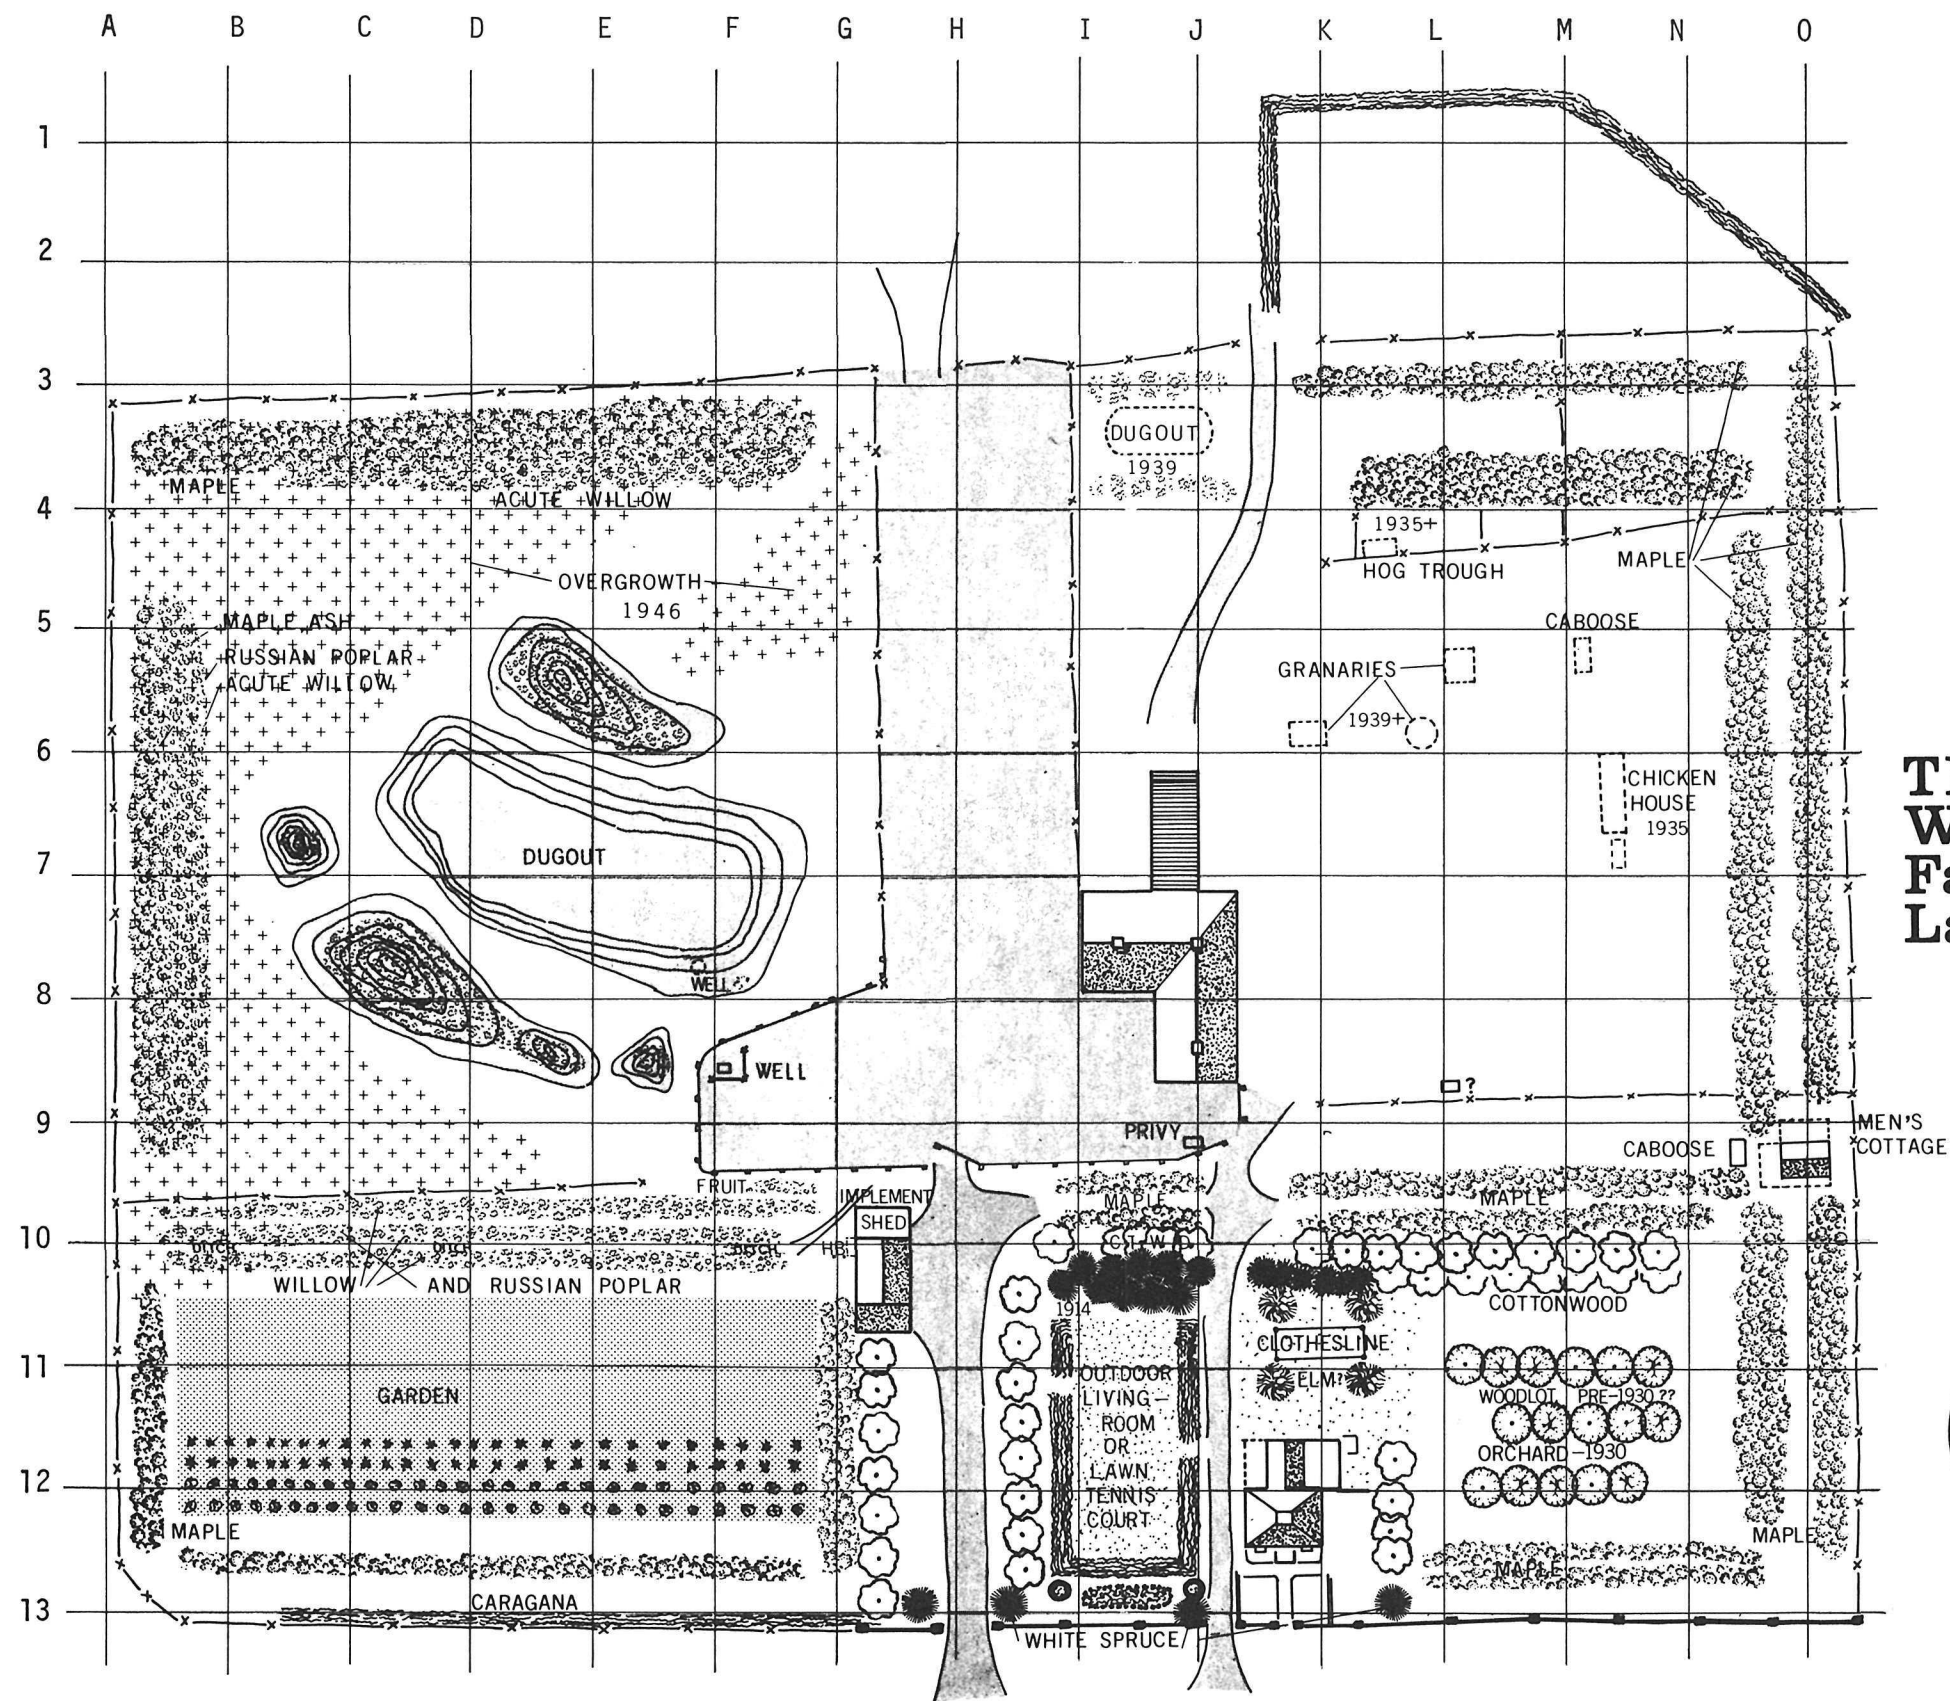 A B C D E F G H I J K L M N O
1
2
3
4
5
6
7
8
9
10
11
12
13
DUGOUT
1939
MAPLE
ACUTE WILLOW
1935+
HOG TROUGH
MAPLE
OVERGROWTH
1946
MAPLE ASH
RUSSIAN POPLAR
ACUTE WILLOW
CABOOSE
GRANARIES
1939+
CHICKEN
HOUSE
1935
DUGOUT
WELL
WELL
?
PRIVY
CABOOSE
MEN'S
COTTAGE
FRUIT
IMPLEMENT
SHED
MAPLE
MAPLE
DITCH
DITCH
DITCH
WILLOW AND RUSSIAN POPLAR
COTTONWOOD
1914
CLOTHESLINE
ELM?
GARDEN
OUTDOOR
LIVING-
ROOM
OR
LAWN
TENNIS
COURT
WOODLOT PRE-1930 ??
ORCHARD-1930
MAPLE
MAPLE
MAPLE
CARAGANA
WHITE SPRUCE